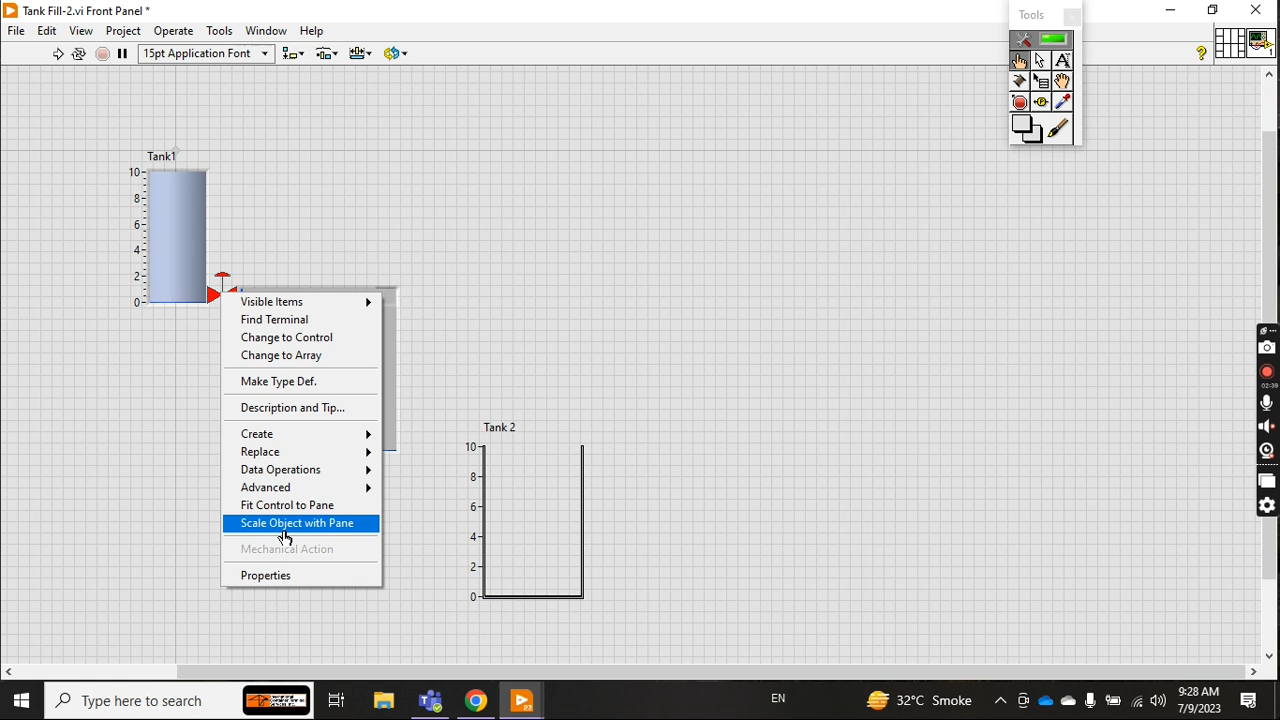 Tank Fill-2.vi Front Panel *
Tools
File Edit View Project Operate Tools Window Help
15pt Application Font
?
A
Tank1
10
8
6
4
2
0
Visible Items
Find Terminal
Change to Control
Change to Array
Make Type Def.
Description and Tip...
Create
Replace
Data Operations
Advanced
Fit Control to Pane
Scale Object with Pane
Mechanical Action
Properties
Tank 2
10
8
6
4
2
0
02:39
Type here to search
EN
32°C Smoke
9:28 AM
7/9/2023